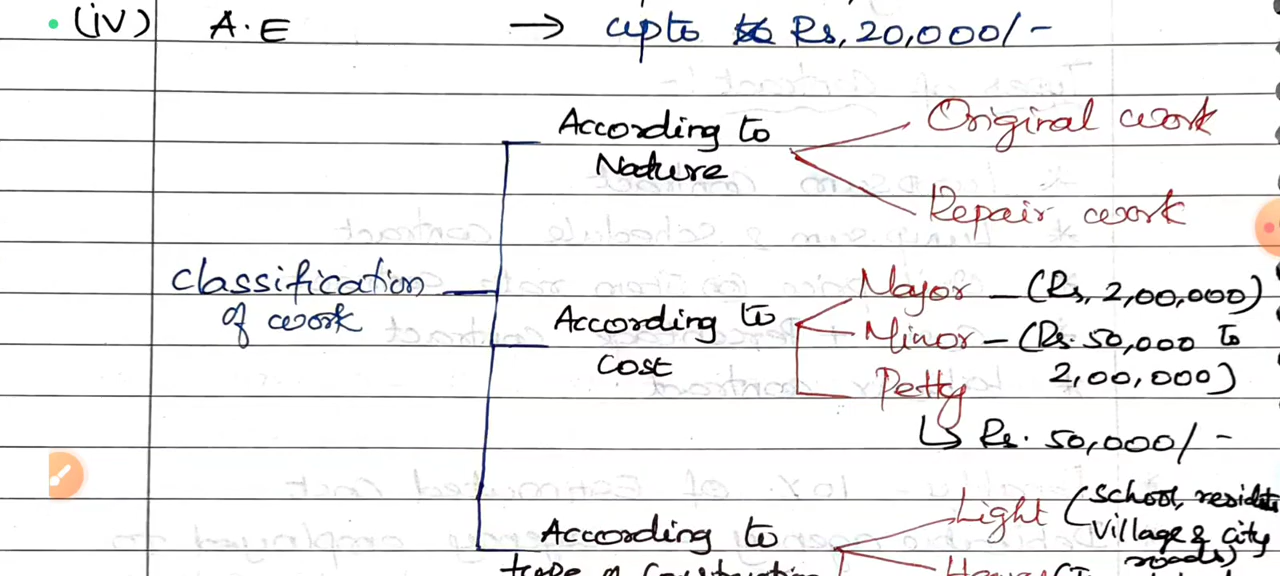 (iv) A.E → upto Rs, 20,000/-
According to
Nature
Original work
Repair work
Classification
of work
According to
cost
Major – (Rs, 2,00,000)
Minor – (Rs. 50,000 to
2,00,000)
Petty
↳ Rs. 50,000/-
According to
Light (school,
village & city
roads)